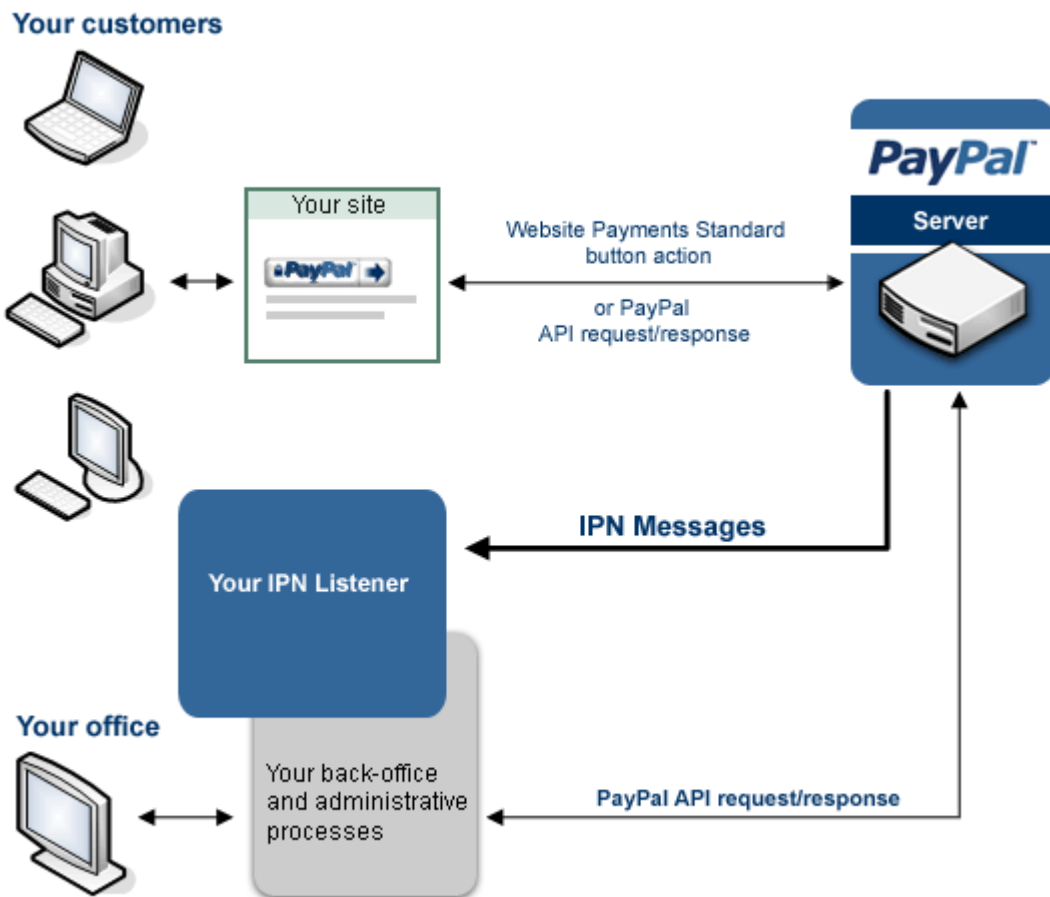 Your customers
PayPal™
Server
Your site
PayPal
Website Payments Standard
button action
or PayPal
API request/response
IPN Messages
Your IPN Listener
Your office
Your back-office
and administrative
processes
PayPal API request/response